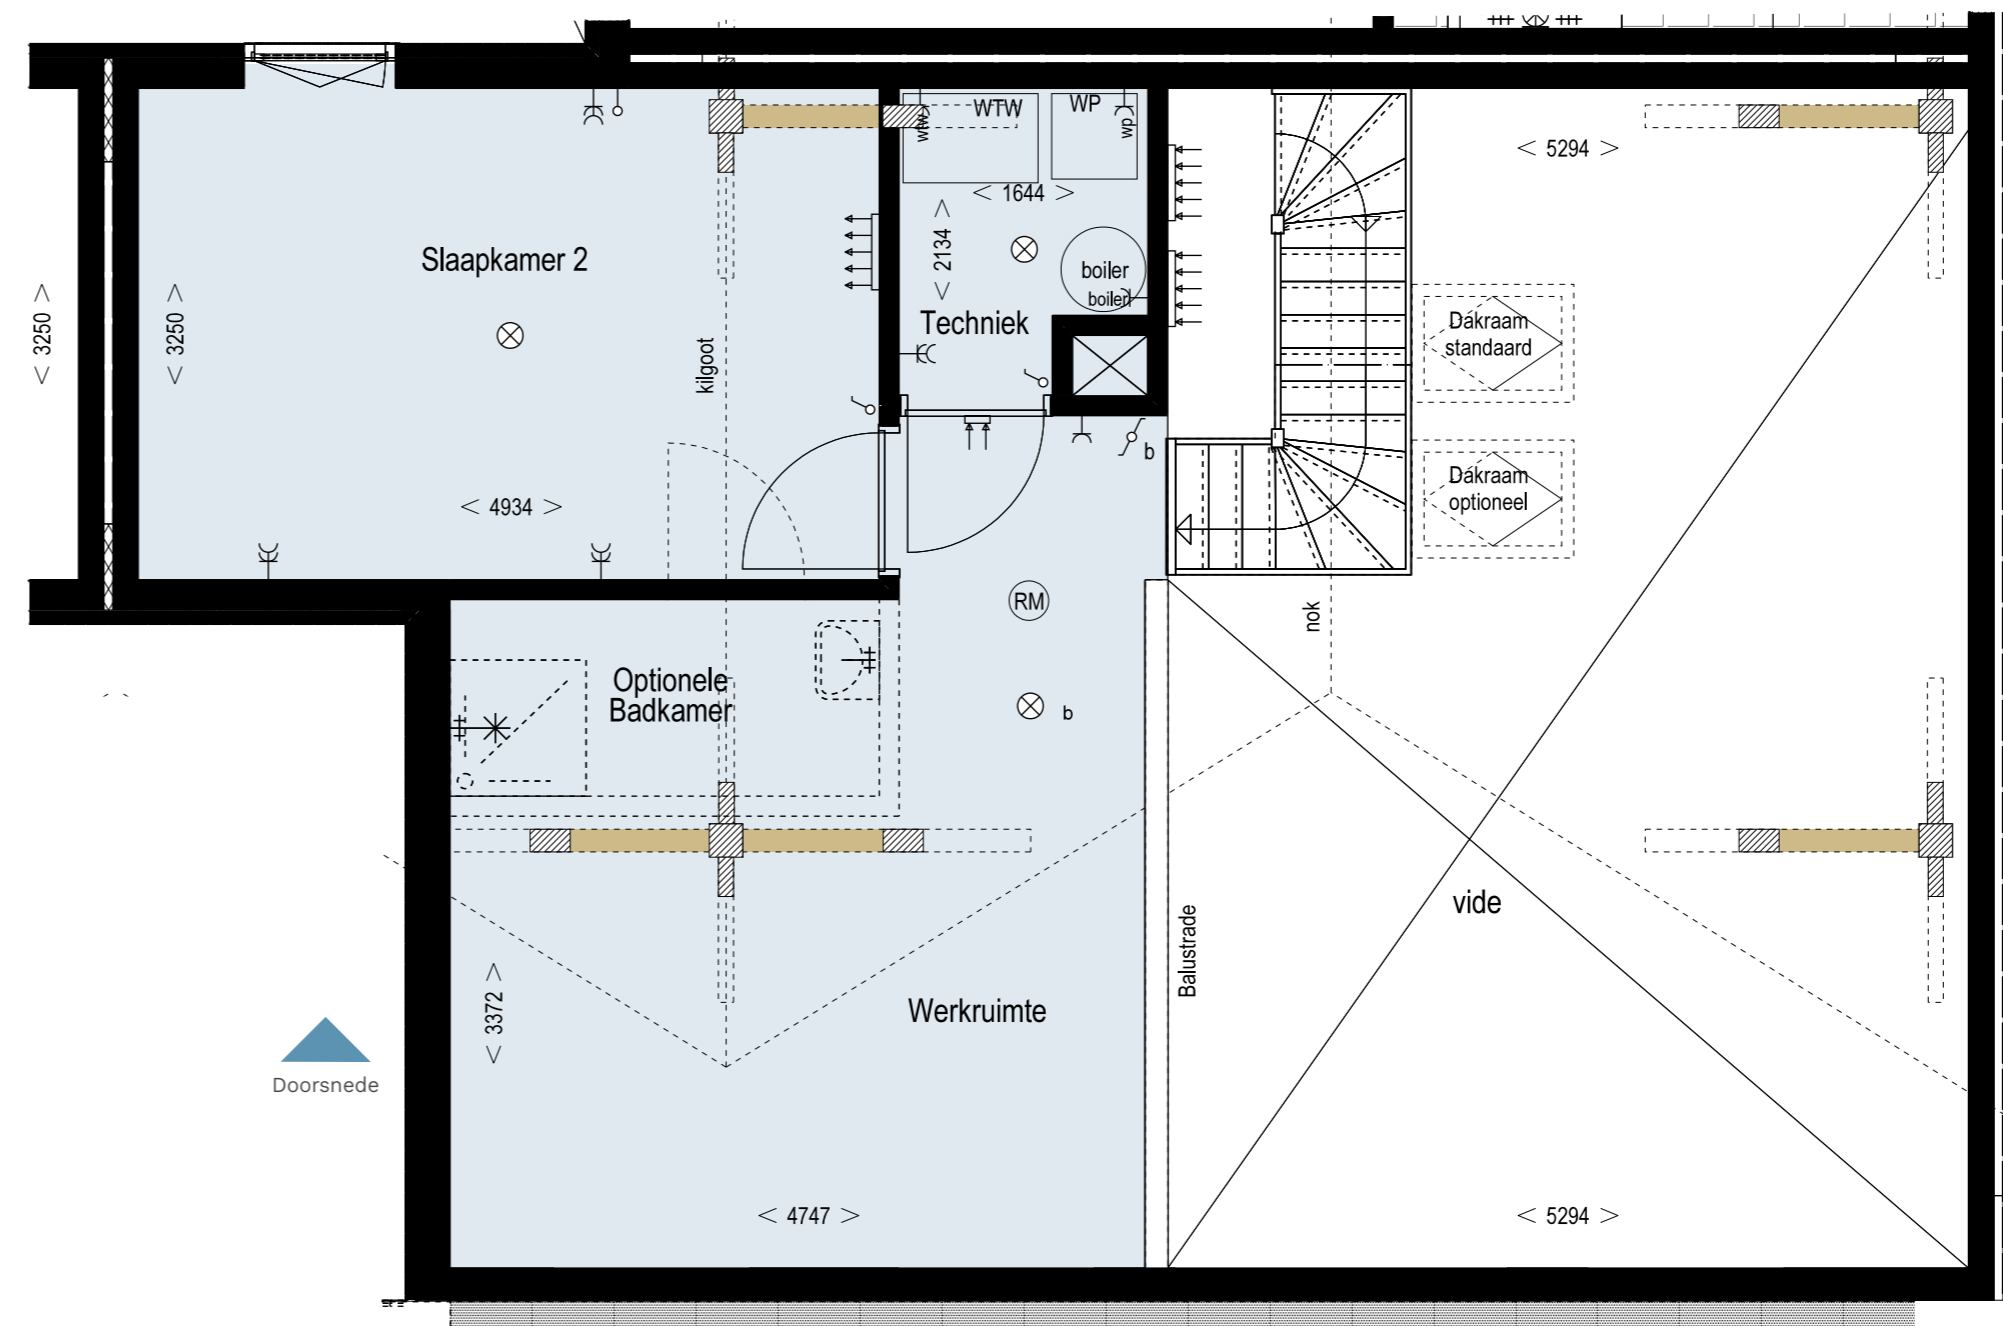 WTW
WP
wtw
wp
< 5294 >
< 1644 >
< 2134 >
Slaapkamer 2
boiler
boiler
Techniek
< 3250 >
< 3250 >
kilgoot
Dakraam
standaard
b
Dakraam
optioneel
< 4934 >
RM
nok
Optionele
Badkamer
b
vide
Balustrade
< 3372 >
Werkruimte
Doorsnede
< 4747 >
< 5294 >